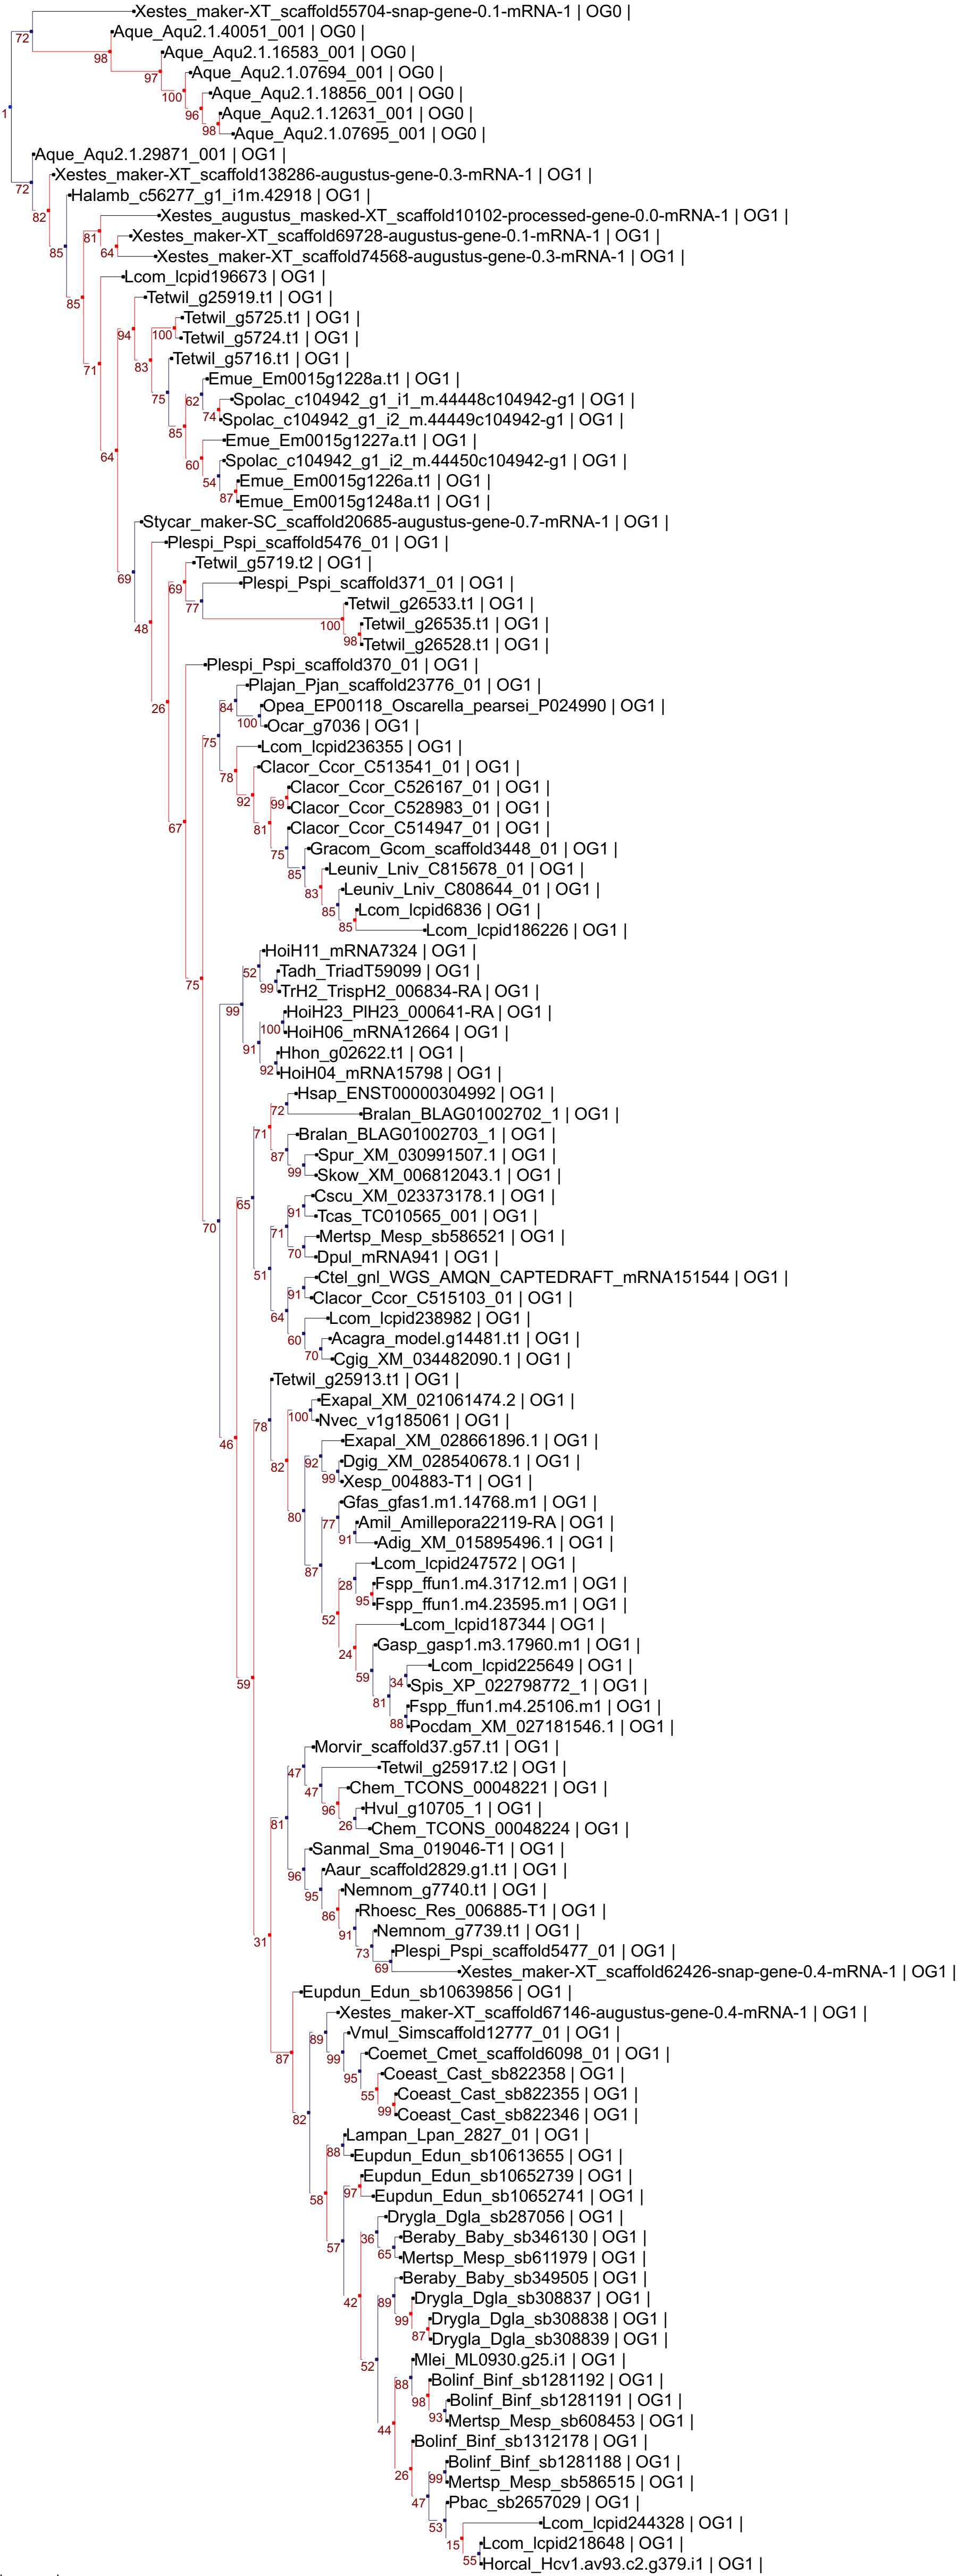 Xestes_maker-XT_scaffold55704-snap-gene-0.1-mRNA-1 | OG0 |
72
Aque_Aqu2.1.40051_001 | OG0 |
98
Aque_Aqu2.1.16583_001 | OG0 |
97
Aque_Aqu2.1.07694_001 | OG0 |
100
Aque_Aqu2.1.18856_001 | OG0 |
96
Aque_Aqu2.1.12631_001 | OG0 |
1
98
Aque_Aqu2.1.07695_001 | OG0 |
Aque_Aqu2.1.29871_001 | OG1 |
72
Xestes_maker-XT_scaffold138286-augustus-gene-0.3-mRNA-1 | OG1 |
Halamb_c56277_g1_i1m.42918 | OG1 |
82
Xestes_augustus_masked-XT_scaffold10102-processed-gene-0.0-mRNA-1 | OG1 |
81
Xestes_maker-XT_scaffold69728-augustus-gene-0.1-mRNA-1 | OG1 |
85
64
Xestes_maker-XT_scaffold74568-augustus-gene-0.3-mRNA-1 | OG1 |
Lcom_lcpid196673 | OG1 |
85
Tetwil_g25919.t1 | OG1 |
Tetwil_g5725.t1 | OG1 |
94
100
Tetwil_g5724.t1 | OG1 |
71
83
Tetwil_g5716.t1 | OG1 |
Emue_Em0015g1228a.t1 | OG1 |
75
62
Spolac_c104942_g1_i1_m.44448c104942-g1 | OG1 |
74
Spolac_c104942_g1_i2_m.44449c104942-g1 | OG1 |
85
Emue_Em0015g1227a.t1 | OG1 |
64
60
Spolac_c104942_g1_i2_m.44450c104942-g1 | OG1 |
54
Emue_Em0015g1226a.t1 | OG1 |
87
Emue_Em0015g1248a.t1 | OG1 |
Stycar_maker-SC_scaffold20685-augustus-gene-0.7-mRNA-1 | OG1 |
Plespi_Pspi_scaffold5476_01 | OG1 |
Tetwil_g5719.t2 | OG1 |
69
69
Plespi_Pspi_scaffold371_01 | OG1 |
77
Tetwil_g26533.t1 | OG1 |
48
100
Tetwil_g26535.t1 | OG1 |
98
Tetwil_g26528.t1 | OG1 |
Plespi_Pspi_scaffold370_01 | OG1 |
Plajan_Pjan_scaffold23776_01 | OG1 |
26
84
Opea_EP00118_Oscarella_pearsei_P024990 | OG1 |
100
Ocar_g7036 | OG1 |
75
Lcom_lcpid236355 | OG1 |
78
Clacor_Ccor_C513541_01 | OG1 |
92
Clacor_Ccor_C526167_01 | OG1 |
99
Clacor_Ccor_C528983_01 | OG1 |
67
81
Clacor_Ccor_C514947_01 | OG1 |
75
Gracom_Gcom_scaffold3448_01 | OG1 |
85
Leuniv_Lniv_C815678_01 | OG1 |
83
Leuniv_Lniv_C808644_01 | OG1 |
85
Lcom_lcpid6836 | OG1 |
85
Lcom_lcpid186226 | OG1 |
HoiH11_mRNA7324 | OG1 |
52
Tadh_TriadT59099 | OG1 |
75
99
TrH2_TrispH2_006834-RA | OG1 |
99
HoiH23_PlH23_000641-RA | OG1 |
100
HoiH06_mRNA12664 | OG1 |
91
Hhon_g02622.t1 | OG1 |
92
HoiH04_mRNA15798 | OG1 |
Hsap_ENST00000304992 | OG1 |
72
Bralan_BLAG01002702_1 | OG1 |
71
Bralan_BLAG01002703_1 | OG1 |
87
Spur_XM_030991507.1 | OG1 |
99
Skow_XM_006812043.1 | OG1 |
65
Cscu_XM_023373178.1 | OG1 |
91
Tcas_TC010565_001 | OG1 |
70
71
Mertsp_Mesp_sb586521 | OG1 |
70
Dpul_mRNA941 | OG1 |
51
Ctel_gnl_WGS_AMQN_CAPTEDRAFT_mRNA151544 | OG1 |
91
Clacor_Ccor_C515103_01 | OG1 |
64
Lcom_lcpid238982 | OG1 |
60
Acagra_model.g14481.t1 | OG1 |
70
Cgig_XM_034482090.1 | OG1 |
Tetwil_g25913.t1 | OG1 |
Exapal_XM_021061474.2 | OG1 |
78
100
Nvec_v1g185061 | OG1 |
46
Exapal_XM_028661896.1 | OG1 |
82
92
Dgig_XM_028540678.1 | OG1 |
99
Xesp_004883-T1 | OG1 |
Gfas_gfas1.m1.14768.m1 | OG1 |
80
77
Amil_Amillepora22119-RA | OG1 |
91
Adig_XM_015895496.1 | OG1 |
87
Lcom_lcpid247572 | OG1 |
28
Fspp_ffun1.m4.31712.m1 | OG1 |
95
Fspp_ffun1.m4.23595.m1 | OG1 |
52
Lcom_lcpid187344 | OG1 |
24
Gasp_gasp1.m3.17960.m1 | OG1 |
59
59
Lcom_lcpid225649 | OG1 |
34
Spis_XP_022798772_1 | OG1 |
81
Fspp_ffun1.m4.25106.m1 | OG1 |
88
Pocdam_XM_027181546.1 | OG1 |
Morvir_scaffold37.g57.t1 | OG1 |
47
Tetwil_g25917.t2 | OG1 |
47
Chem_TCONS_00048221 | OG1 |
96
Hvul_g10705_1 | OG1 |
81
26
Chem_TCONS_00048224 | OG1 |
Sanmal_Sma_019046-T1 | OG1 |
96
Aaur_scaffold2829.g1.t1 | OG1 |
95
Nemnom_g7740.t1 | OG1 |
86
Rhoesc_Res_006885-T1 | OG1 |
91
Nemnom_g7739.t1 | OG1 |
31
73
Plespi_Pspi_scaffold5477_01 | OG1 |
69
Xestes_maker-XT_scaffold62426-snap-gene-0.4-mRNA-1 | OG1 |
Eupdun_Edun_sb10639856 | OG1 |
Xestes_maker-XT_scaffold67146-augustus-gene-0.4-mRNA-1 | OG1 |
89
Vmul_Simscaffold12777_01 | OG1 |
87
99
Coemet_Cmet_scaffold6098_01 | OG1 |
95
Coeast_Cast_sb822358 | OG1 |
55
Coeast_Cast_sb822355 | OG1 |
99
Coeast_Cast_sb822346 | OG1 |
82
Lampan_Lpan_2827_01 | OG1 |
88
Eupdun_Edun_sb10613655 | OG1 |
Eupdun_Edun_sb10652739 | OG1 |
58
97
Eupdun_Edun_sb10652741 | OG1 |
Drygla_Dgla_sb287056 | OG1 |
36
Beraby_Baby_sb346130 | OG1 |
57
65
Mertsp_Mesp_sb611979 | OG1 |
Beraby_Baby_sb349505 | OG1 |
42
89
Drygla_Dgla_sb308837 | OG1 |
99
Drygla_Dgla_sb308838 | OG1 |
87
Drygla_Dgla_sb308839 | OG1 |
52
Mlei_ML0930.g25.i1 | OG1 |
88
Bolinf_Binf_sb1281192 | OG1 |
98
Bolinf_Binf_sb1281191 | OG1 |
93
Mertsp_Mesp_sb608453 | OG1 |
44
Bolinf_Binf_sb1312178 | OG1 |
Bolinf_Binf_sb1281188 | OG1 |
26
99
Mertsp_Mesp_sb586515 | OG1 |
47
Pbac_sb2657029 | OG1 |
53
Lcom_lcpid244328 | OG1 |
15
Lcom_lcpid218648 | OG1 |
55
Horcal_Hcv1.av93.c2.g379.i1 | OG1 |